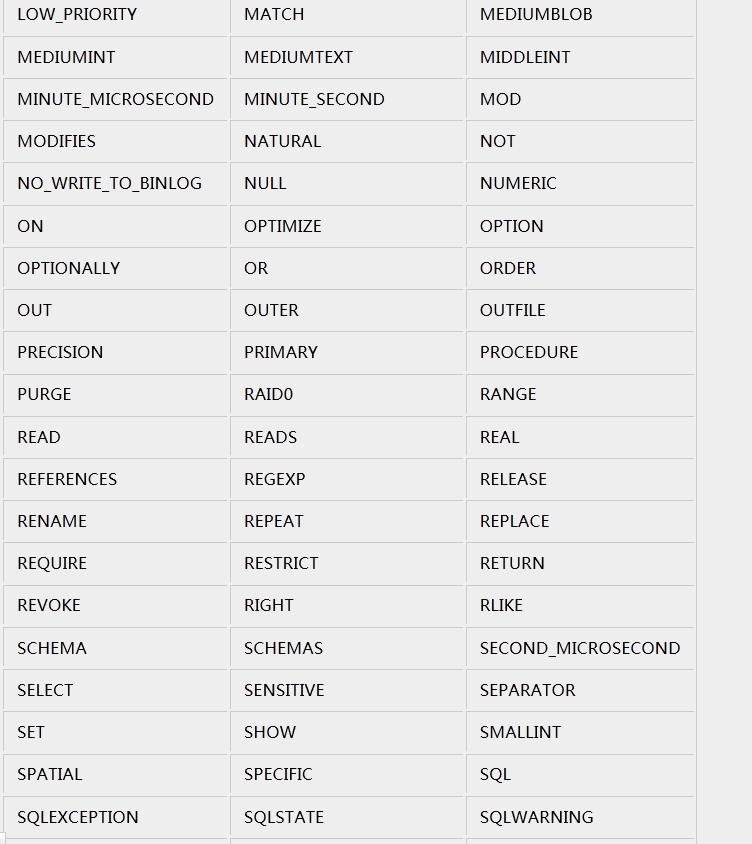 LOW_PRIORITY MATCH MEDIUMBLOB
MEDIUMINT MEDIUMTEXT MIDDLEINT
MINUTE_MICROSECOND MINUTE_SECOND MOD
MODIFIES NATURAL NOT
NO_WRITE_TO_BINLOG NULL NUMERIC
ON OPTIMIZE OPTION
OPTIONALLY OR ORDER
OUT OUTER OUTFILE
PRECISION PRIMARY PROCEDURE
PURGE RAID0 RANGE
READ READS REAL
REFERENCES REGEXP RELEASE
RENAME REPEAT REPLACE
REQUIRE RESTRICT RETURN
REVOKE RIGHT RLIKE
SCHEMA SCHEMAS SECOND_MICROSECOND
SELECT SENSITIVE SEPARATOR
SET SHOW SMALLINT
SPATIAL SPECIFIC SQL
SQLEXCEPTION SQLSTATE SQLWARNING